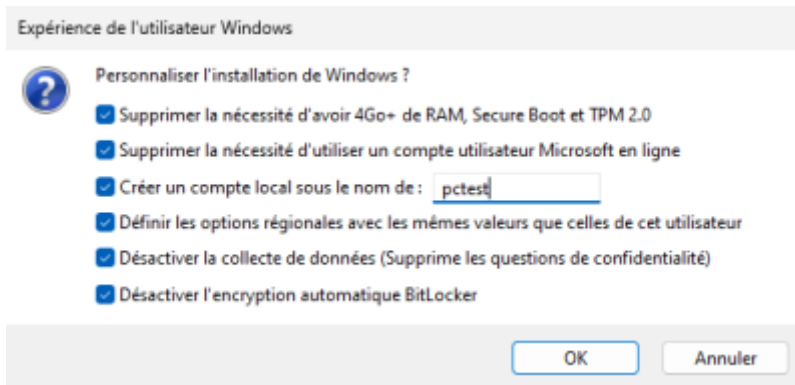 Expérience de l'utilisateur Windows
Personnaliser l'installation de Windows ?
Supprimer la nécessité d'avoir 4Go+ de RAM, Secure Boot et TPM 2.0
Supprimer la nécessité d'utiliser un compte utilisateur Microsoft en ligne
Créer un compte local sous le nom de : pctest
Définir les options régionales avec les mêmes valeurs que celles de cet utilisateur
Désactiver la collecte de données (Supprime les questions de confidentialité)
Désactiver l'encryption automatique BitLocker
OK Annuler